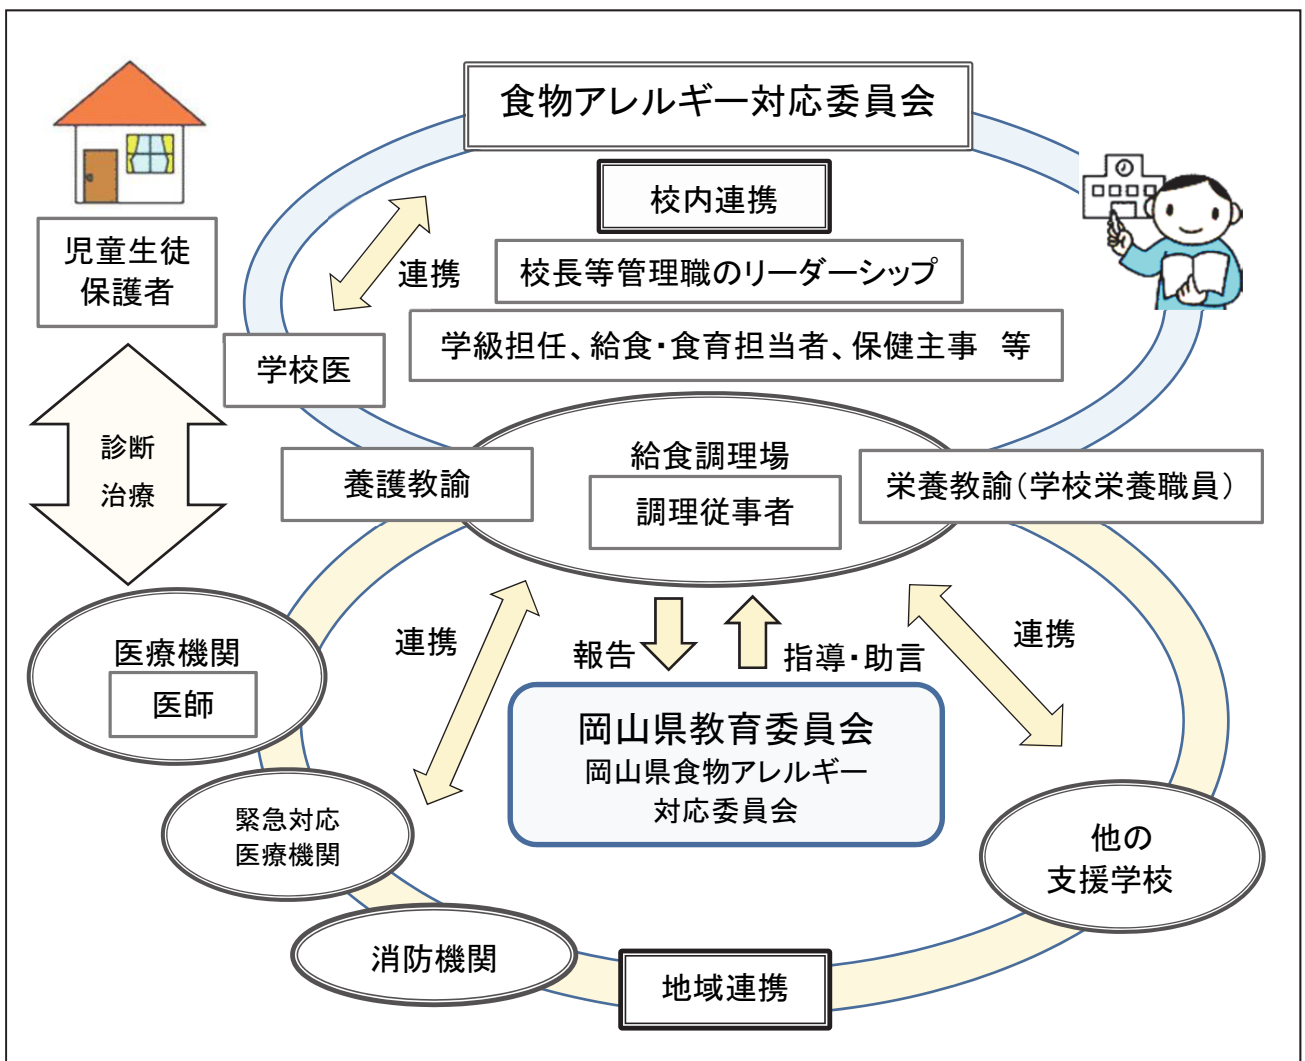 食物アレルギー対応委員会
校内連携
児童生徒
保護者
連携
校長等管理職のリーダーシップ
学級担任、給食・食育担当者、保健主事　等
学校医
診断
治療
養護教諭
給食調理場
調理従事者
栄養教諭（学校栄養職員）
医療機関
医師
連携
報告
指導・助言
連携
岡山県教育委員会
岡山県食物アレルギー
対応委員会
緊急対応
医療機関
他の
支援学校
消防機関
地域連携